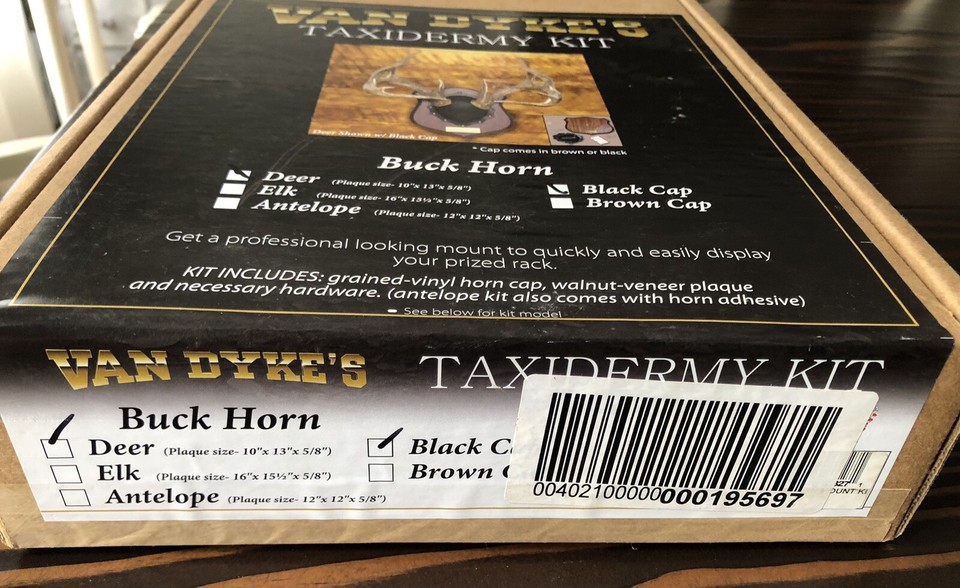 VAN DYKE'S
TAXIDERMY KIT
Deer Shown w/ Black Cap
* Cap comes in brown or black
Buck Horn
Deer (Plaque size- 10"x 13"x 5/8")
Elk (Plaque size- 16"x 15½"x 5/8")
Antelope (Plaque size- 12"x 12"x 5/8")
Black Cap
Brown Cap
Get a professional looking mount to quickly and easily display
your prized rack.
KIT INCLUDES: grained-vinyl horn cap, walnut-veneer plaque
and necessary hardware. (antelope kit also comes with horn adhesive)
See below for kit model
VAN DYKE'S TAXIDERMY KIT
Buck Horn
Deer (Plaque size- 10"x 13"x 5/8")
Elk (Plaque size- 16"x 15½"x 5/8")
Antelope (Plaque size- 12"x 12"x 5/8")
Black C
Brown
00402100000000195697